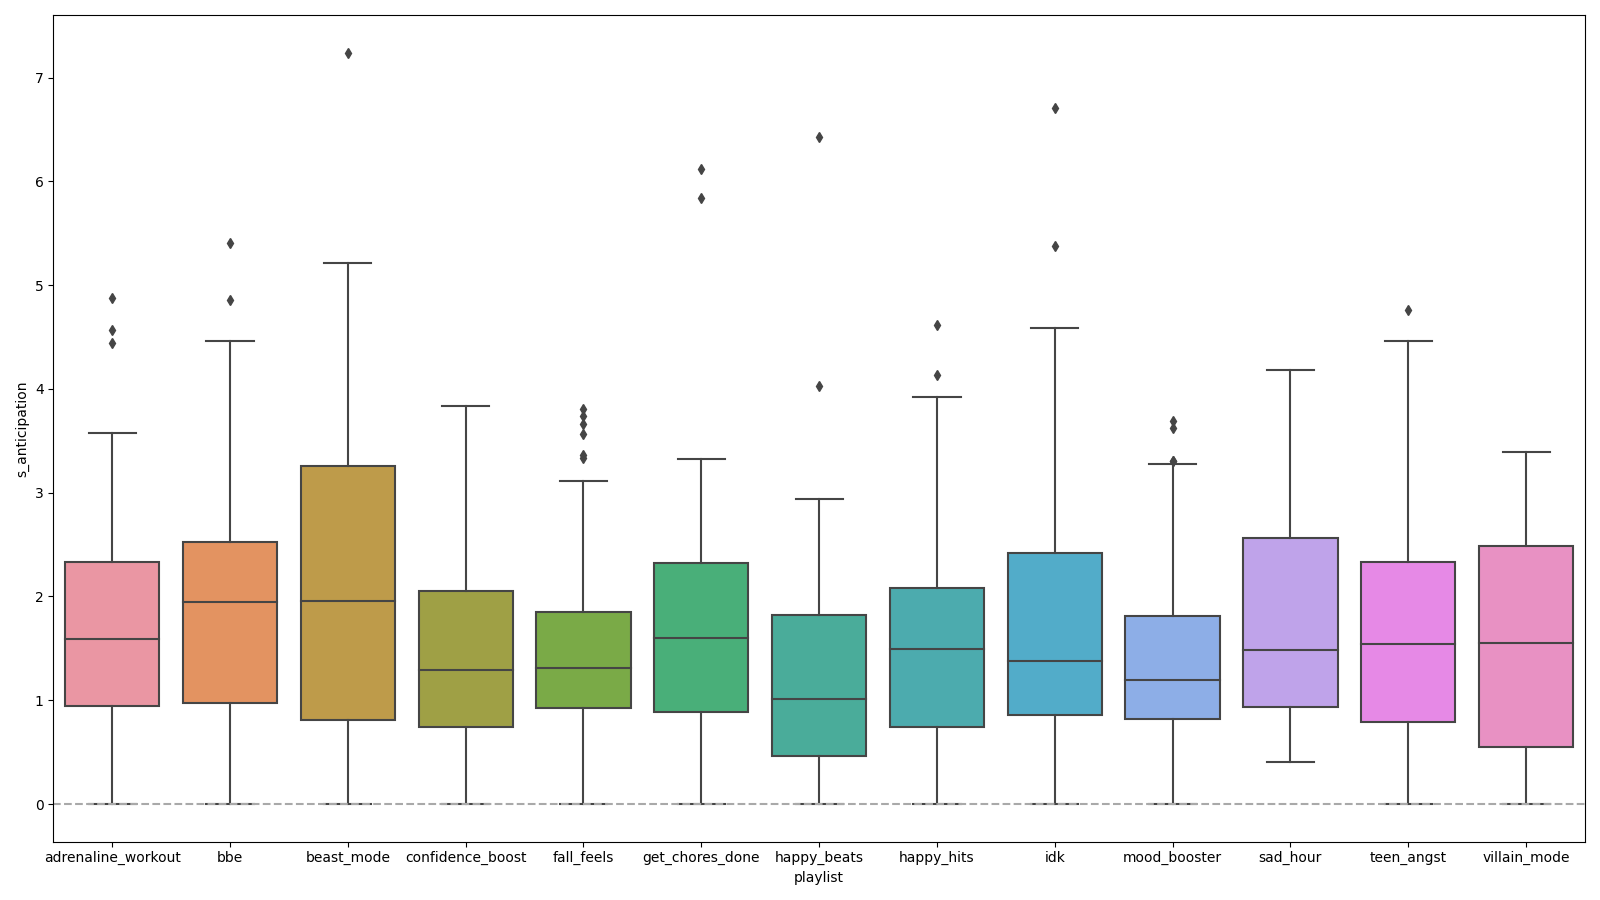 s_anticipation
7
6
5
4
3
2
1
0
adrenaline_workout bbe beast_mode confidence_boost fall_feels get_chores_done happy_beats happy_hits idk mood_booster sad_hour teen_angst villain_mode
playlist